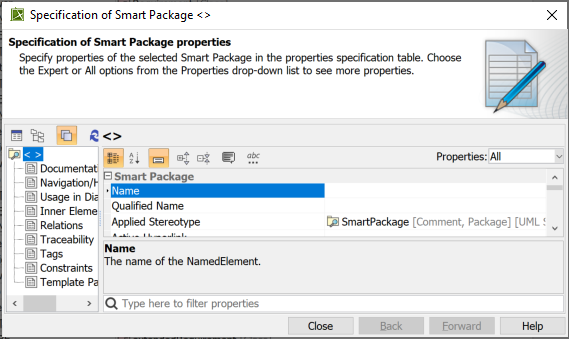 Specification of Smart Package <>
Specification of Smart Package properties
Specify properties of the selected Smart Package in the properties specification table. Choose
the Expert or All options from the Properties drop-down list to see more properties.
<>
< >
Documentat
Navigation/H
Usage in Dia
Inner Eleme
Relations
Traceability
Tags
Constraints
Template Pa
Properties: All
Smart Package
Name
Qualified Name
Applied Stereotype SmartPackage [Comment, Package] [UML S
Active Hyperlink
Name
The name of the NamedElement.
Type here to filter properties
Close Back Forward Help